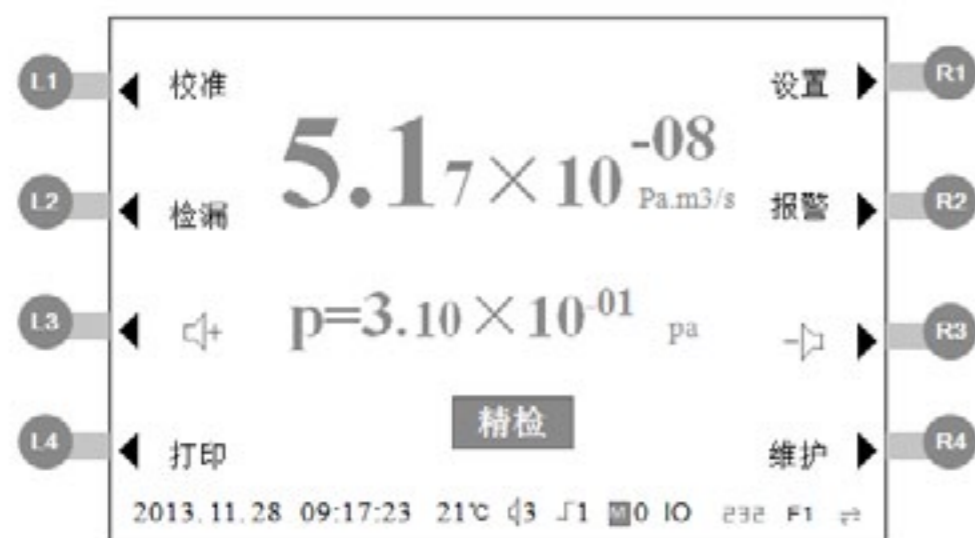 L1 校准 设置 R1
5.17×10-08 Pa.m3/s
L2 检漏 报警 R2
L3 + p=3.10×10-01 pa - R3
精检
L4 打印 维护 R4
2013.11.28 09:17:23 21℃ 3 1 M0 IO 232 F1